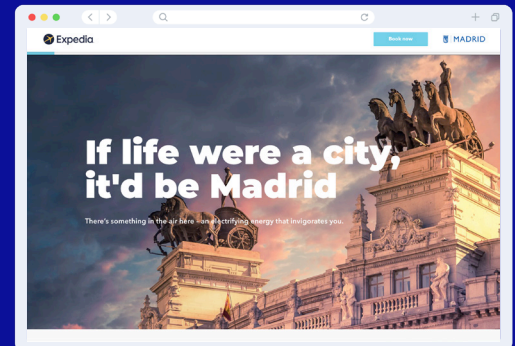 Expedia
Book now
MADRID
If life were a city,
it'd be Madrid
There's something in the air here - an electrifying energy that invigorates you.